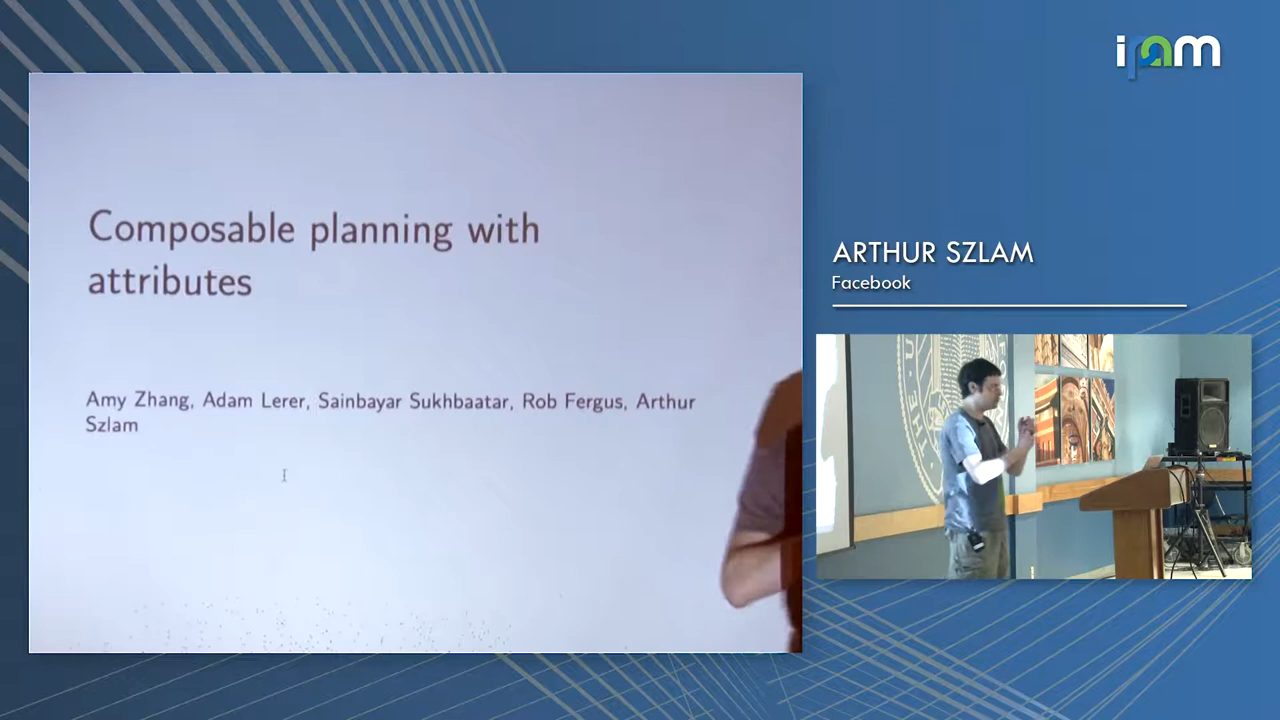 ipam
Composable planning with
attributes
Amy Zhang, Adam Lerer, Sainbayar Sukhbaatar, Rob Fergus, Arthur
Szlam
ARTHUR SZLAM
Facebook